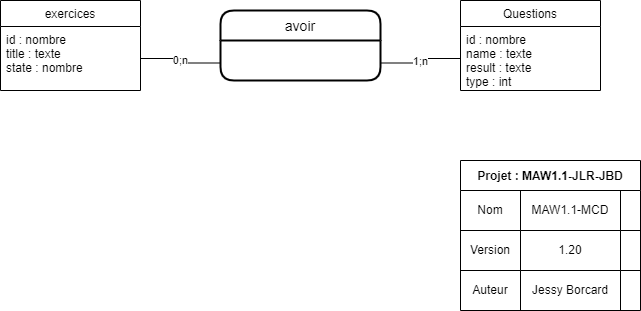 exercices
id : nombre
title : texte
state : nombre
0;n
avoir
1;n
Questions
id : nombre
name : texte
result : texte
type : int
Projet : MAW1.1-JLR-JBD
Nom MAW1.1-MCD
Version 1.20
Auteur Jessy Borcard